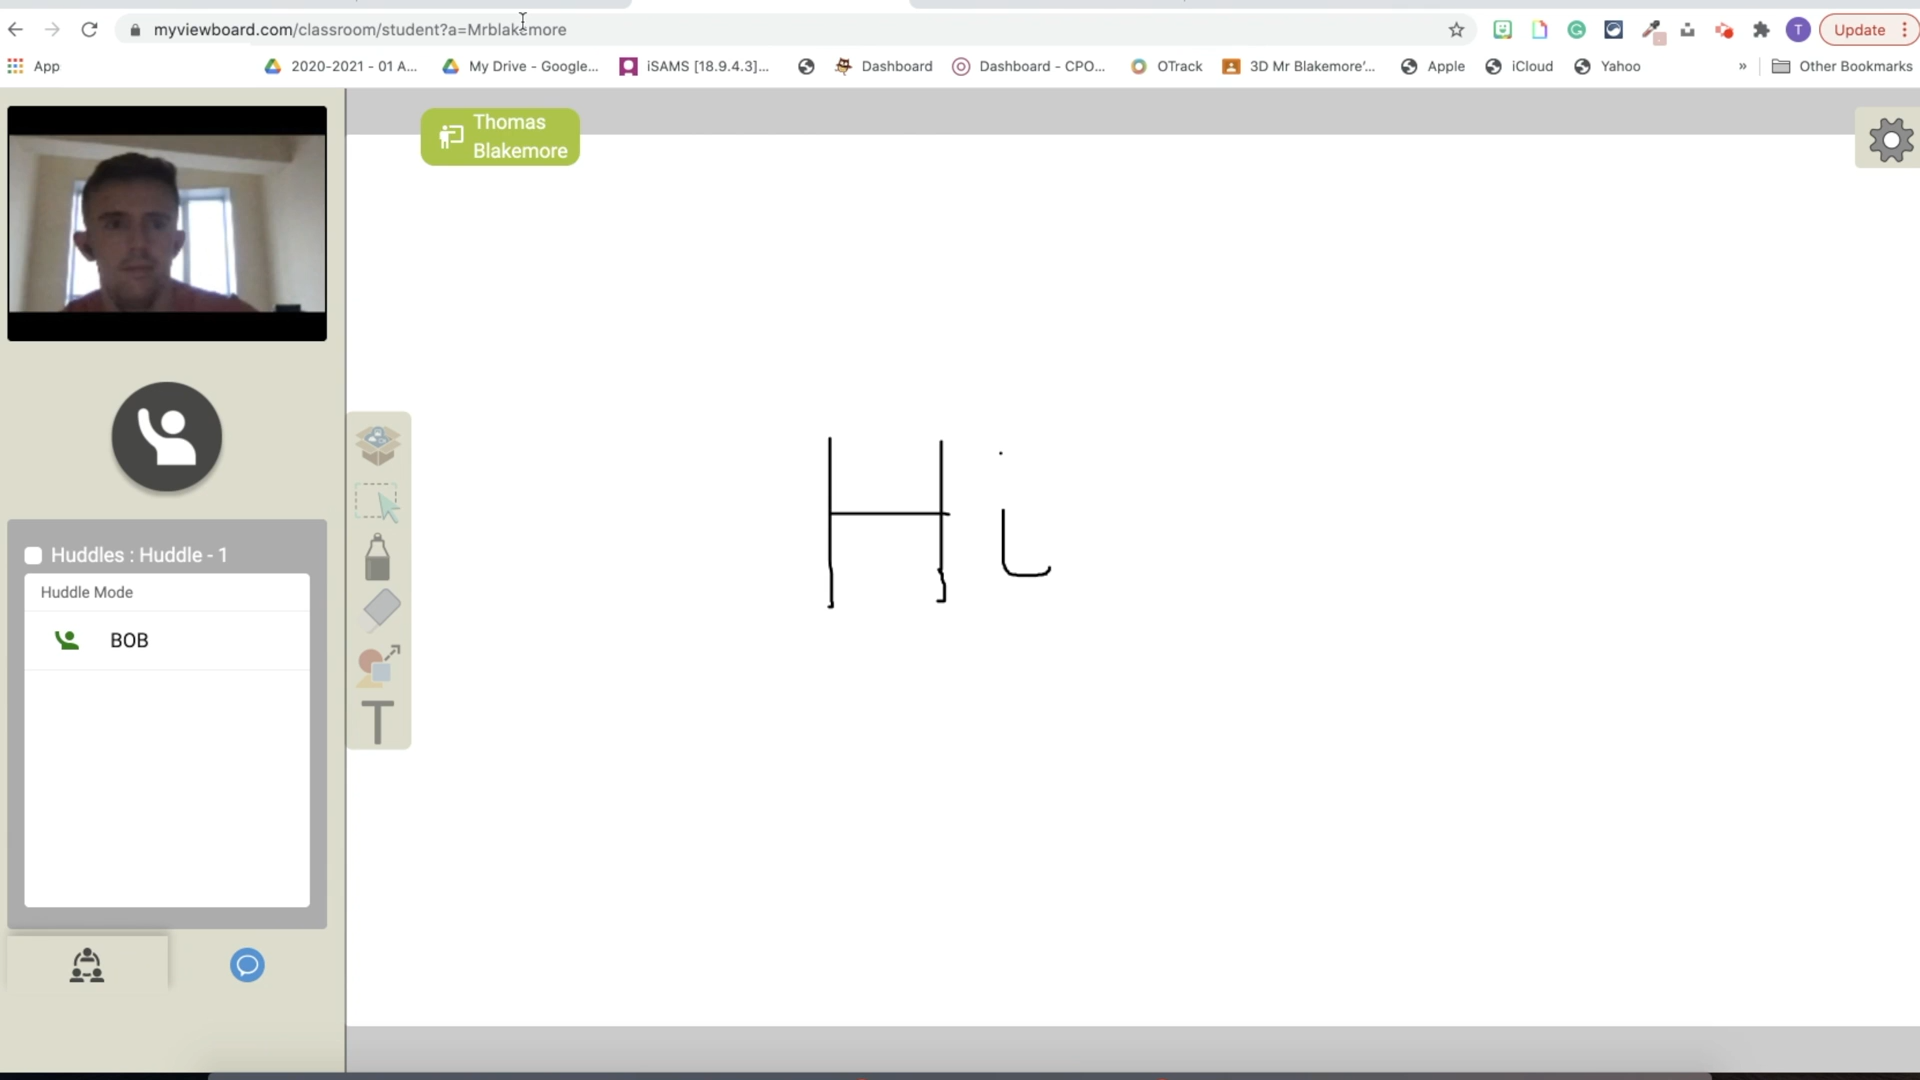 myviewboard.com/classroom/student?a=Mrblakemore
Update
App
2020-2021 - 01 A...
My Drive - Google...
iSAMS [18.9.4.3]...
Dashboard
Dashboard - CPO...
OTrack
3D Mr Blakemore’...
Apple
iCloud
Yahoo
»
Other Bookmarks
T
Thomas
Blakemore
Hi
Huddles : Huddle - 1
Huddle Mode
BOB
T